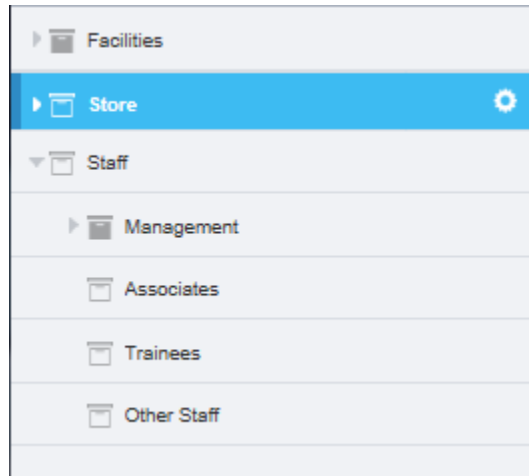 Facilities
Store
Staff
Management
Associates
Trainees
Other Staff